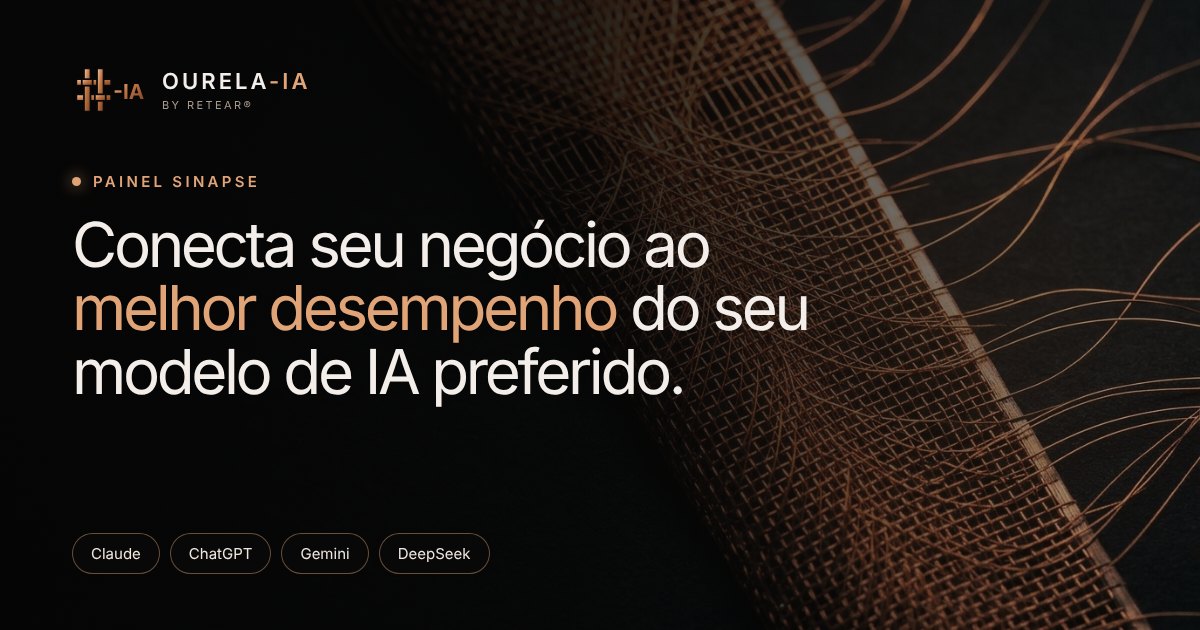 #-IA
OURELA-IA
BY RETEAR®
PAINEL SINAPSE
Conecta seu negócio ao
melhor desempenho do seu
modelo de IA preferido.
Claude
ChatGPT
Gemini
DeepSeek